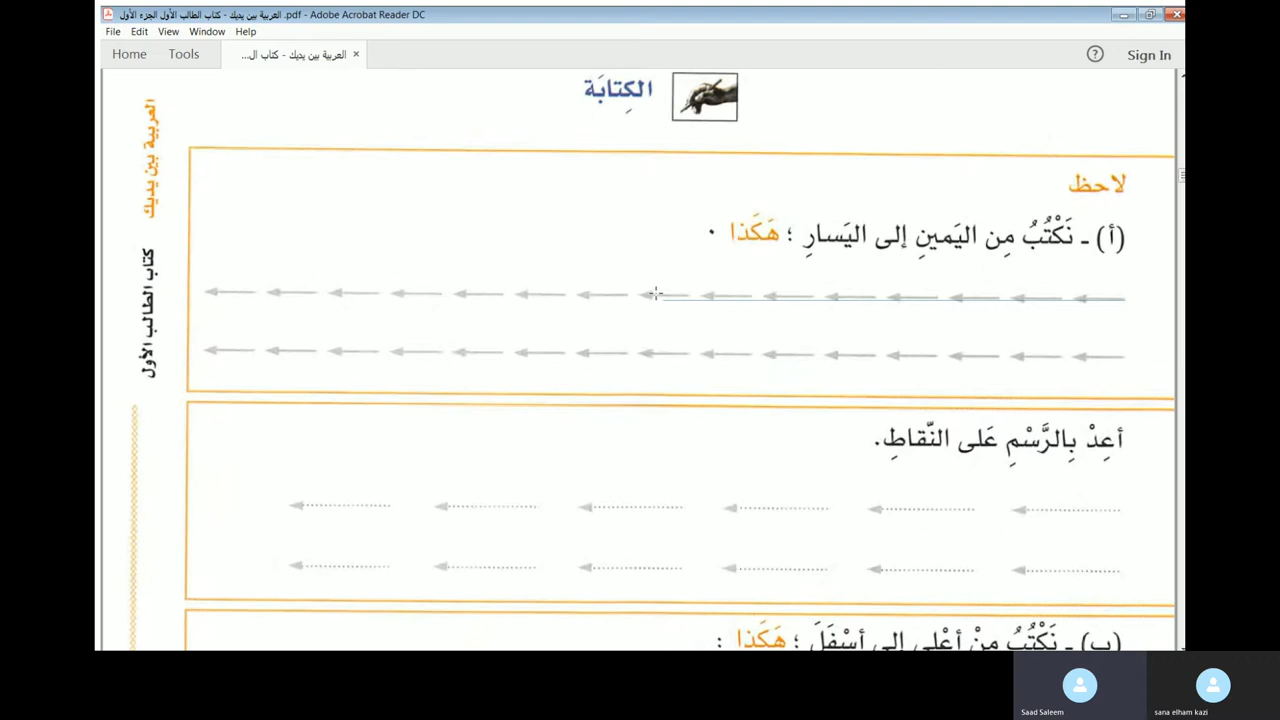 العربية بين يديك - كتاب الطالب الأول الجزء الأول .pdf - Adobe Acrobat Reader DC
File Edit View Window Help
Home Tools العربية بين يديك - كتاب ال... × ? Sign In
الكِتابَة
العربية بين يديك
كتاب الطالب الأول
لاحظ
(أ) ـ نَكْتُبُ مِن اليَمينِ إلى اليَسارِ ؛ هَكَذا .
أعِدْ بِالرَّسْمِ عَلى النّقاطِ.
(ب) ـ نَكْتُبُ مِنْ أعْلى إلى أسْفَلَ ؛ هَكَذا :
Saad Saleem
sana elham kazi